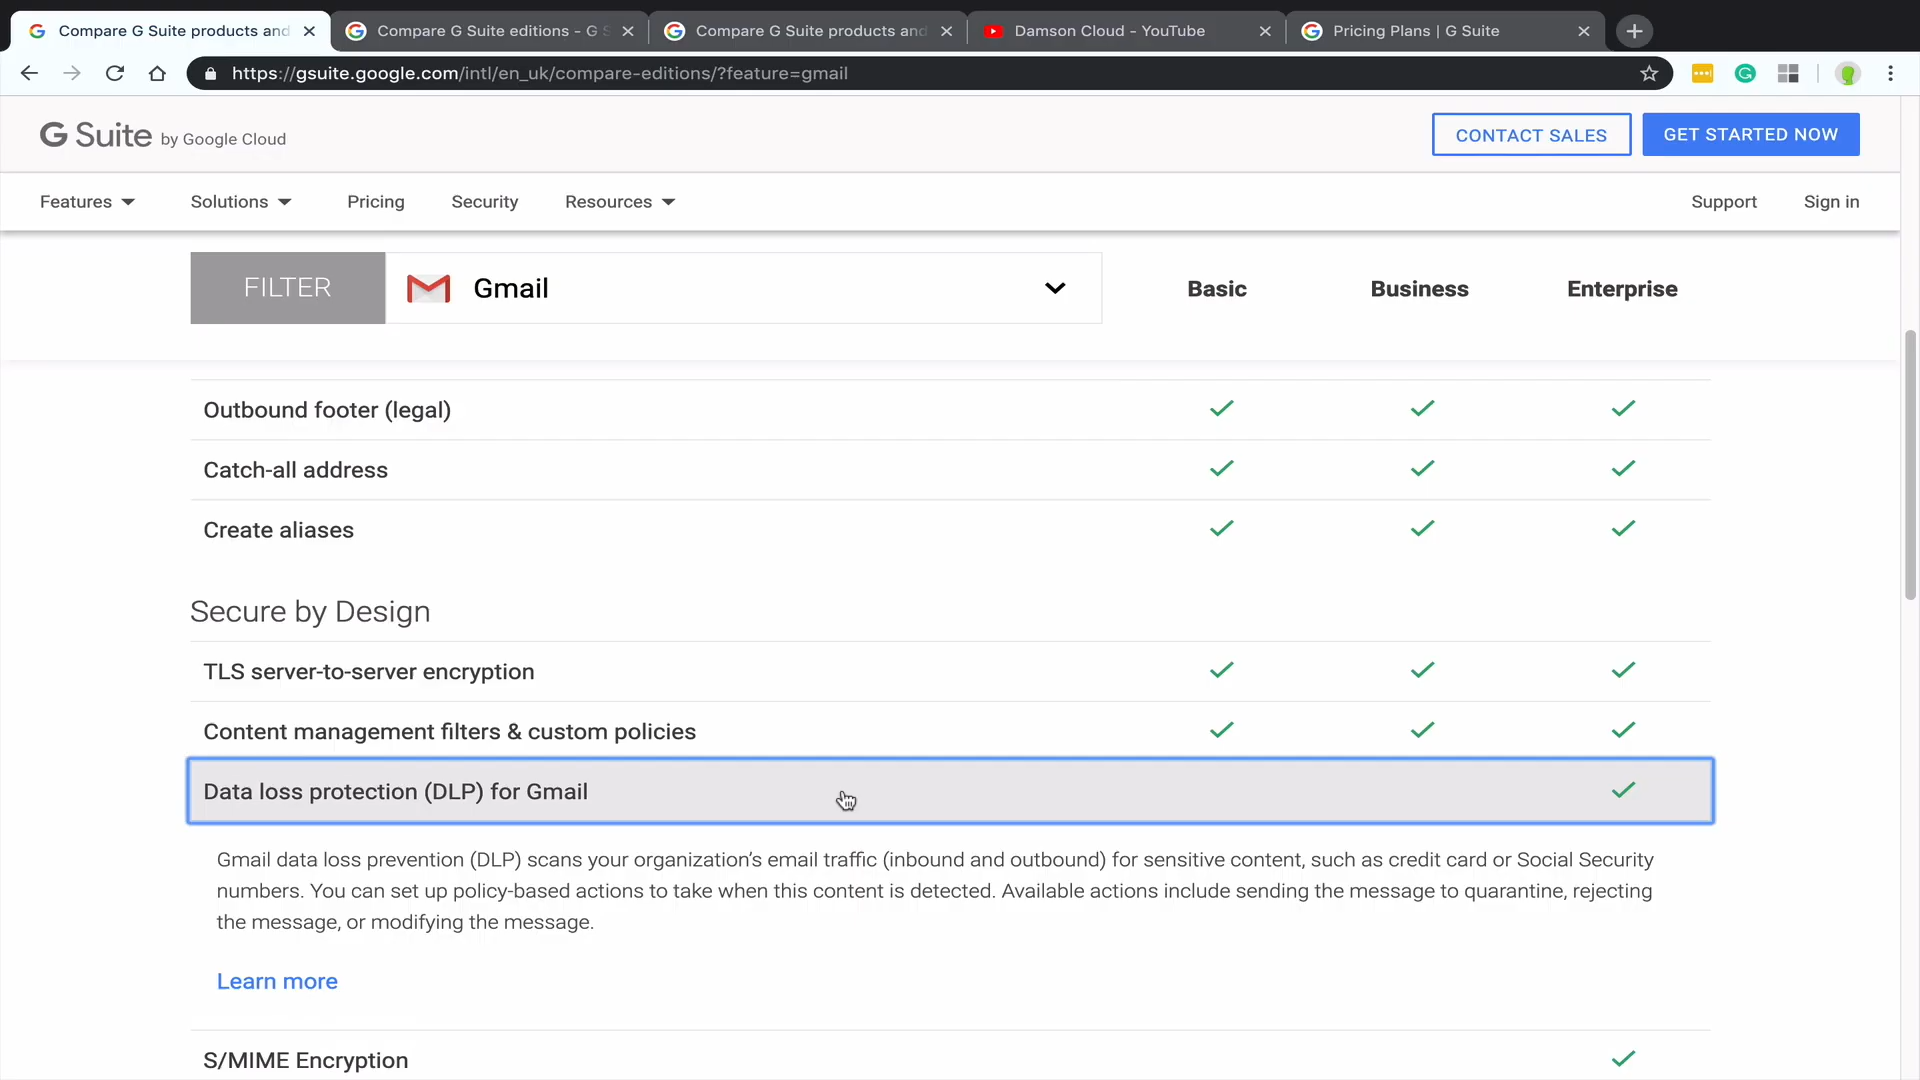 Compare G Suite products and
Compare G Suite editions - G S
Compare G Suite products and
Damson Cloud - YouTube
Pricing Plans | G Suite
https://gsuite.google.com/intl/en_uk/compare-editions/?feature=gmail
G Suite by Google Cloud
CONTACT SALES
GET STARTED NOW
Features
Solutions
Pricing
Security
Resources
Support
Sign in
FILTER
Gmail
Basic
Business
Enterprise
Outbound footer (legal)
Catch-all address
Create aliases
Secure by Design
TLS server-to-server encryption
Content management filters & custom policies
Data loss protection (DLP) for Gmail
Gmail data loss prevention (DLP) scans your organization’s email traffic (inbound and outbound) for sensitive content, such as credit card or Social Security
numbers. You can set up policy-based actions to take when this content is detected. Available actions include sending the message to quarantine, rejecting
the message, or modifying the message.
Learn more
S/MIME Encryption